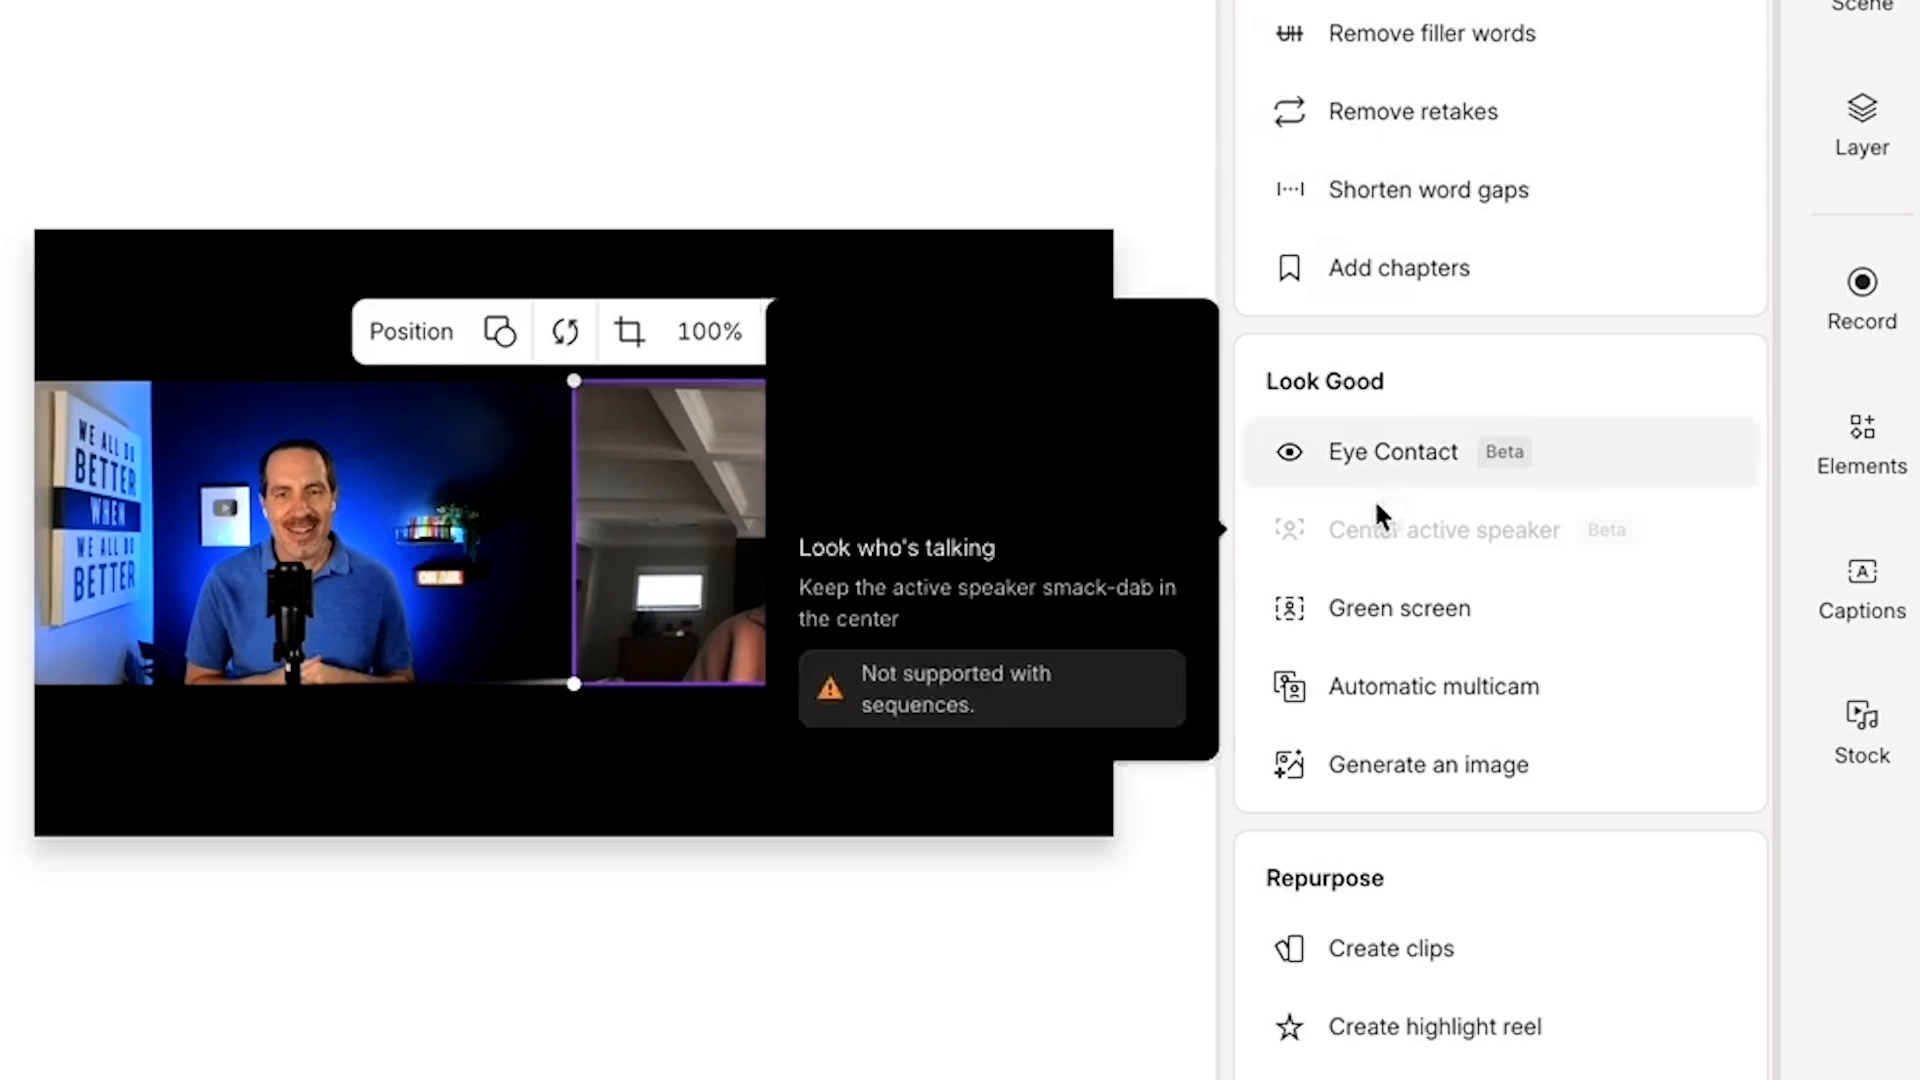 Scene
Remove filler words
Remove retakes
Layer
Shorten word gaps
Add chapters
Record
Position
100%
Look Good
WE ALL DO
BETTER
WHEN
WE ALL DO
BETTER
ON AIR
Eye Contact Beta
Elements
Center active speaker Beta
Look who's talking
Keep the active speaker smack-dab in
the center
Not supported with
sequences.
Green screen
Captions
Automatic multicam
Generate an image
Stock
Repurpose
Create clips
Create highlight reel